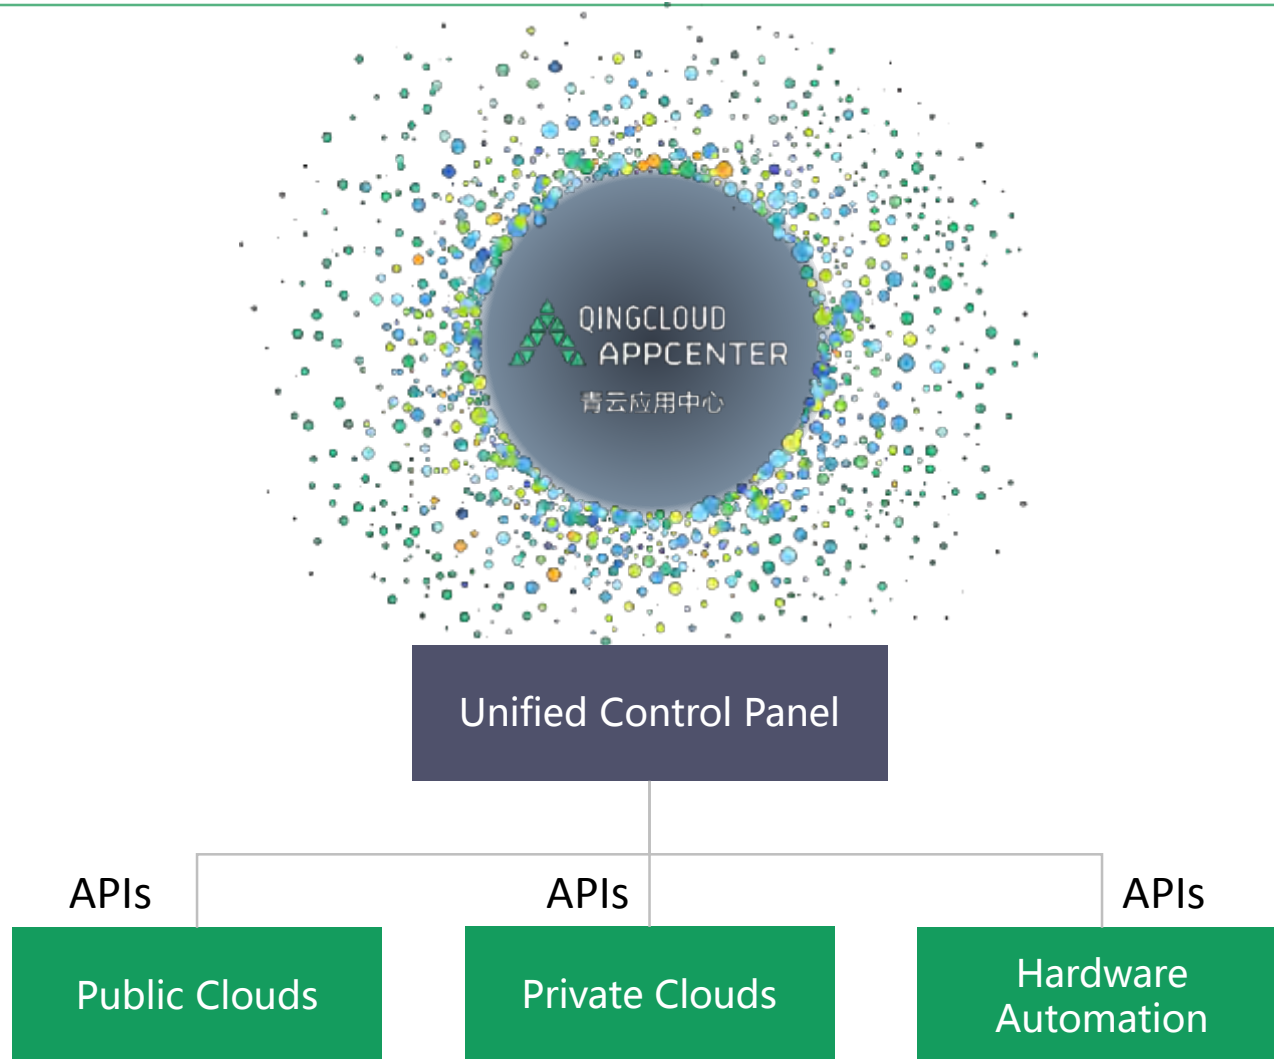 QINGCLOUD
APPCENTER
青云应用中心
Unified Control Panel
APIs
APIs
APIs
Public Clouds
Private Clouds
Hardware
Automation